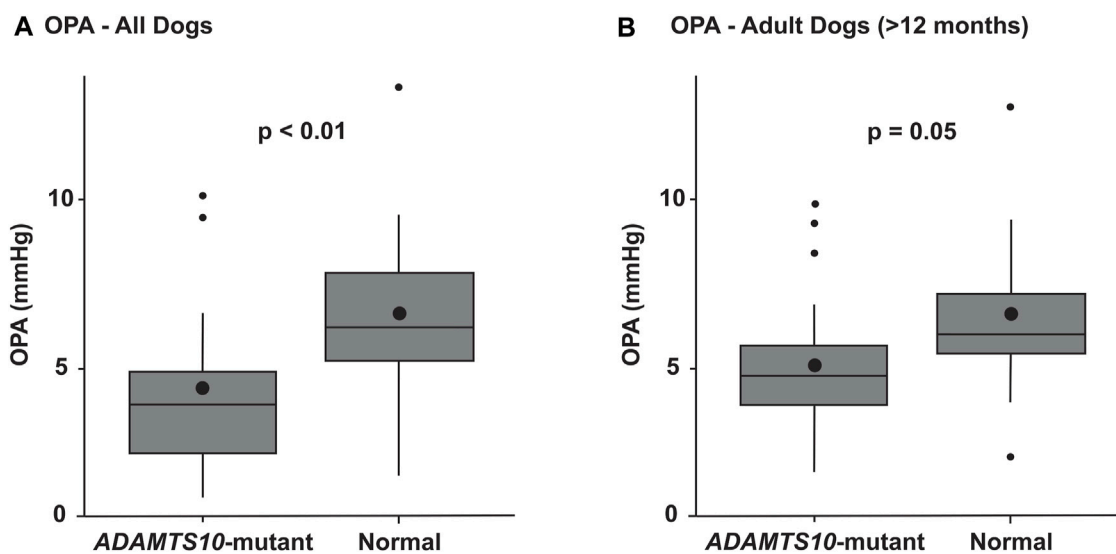 A OPA - All Dogs
p < 0.01
10
5
0
OPA (mmHg)
ADAMTS10-mutant Normal
B OPA - Adult Dogs (>12 months)
p = 0.05
10
5
0
OPA (mmHg)
ADAMTS10-mutant Normal